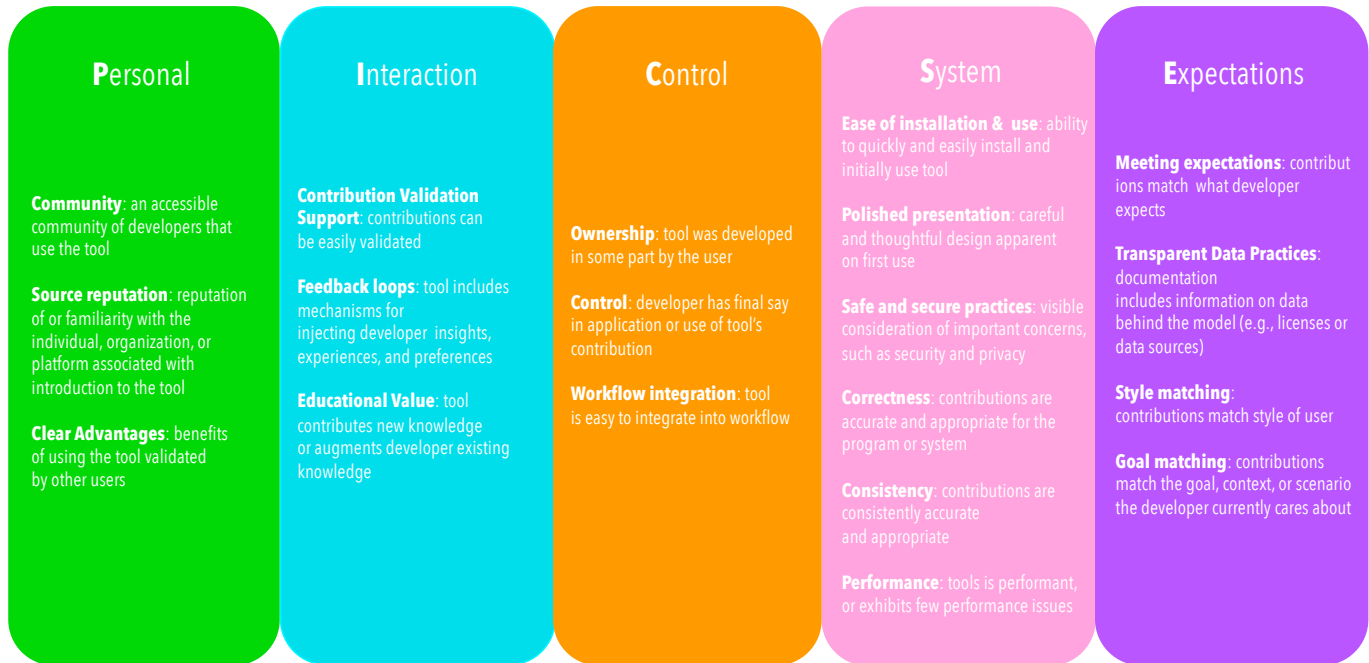 Personal
Community: an accessible
community of developers that
use the tool
Source reputation: reputation
of or familiarity with the
individual, organization, or
platform associated with
introduction to the tool
Clear Advantages: benefits
of using the tool validated
by other users
Interaction
Contribution Validation
Support: contributions can
be easily validated
Feedback loops: tool includes
mechanisms for
injecting developer insights,
experiences, and preferences
Educational Value: tool
contributes new knowledge
or augments developer existing
knowledge
Control
Ownership: tool was developed
in some part by the user
Control: developer has final say
in application or use of tool's
contribution
Workflow integration: tool
is easy to integrate into workflow
System
Ease of installation & use: ability
to quickly and easily install and
initially use tool
Polished presentation: careful
and thoughtful design apparent
on first use
Safe and secure practices: visible
consideration of important concerns,
such as security and privacy
Correctness: contributions are
accurate and appropriate for the
program or system
Consistency: contributions are
consistently accurate
and appropriate
Performance: tools is performant,
or exhibits few performance issues
Expectations
Meeting expectations: contribut
ions match what developer
expects
Transparent Data Practices:
documentation
includes information on data
behind the model (e.g., licenses or
data sources)
Style matching:
contributions match style of user
Goal matching: contributions
match the goal, context, or scenario
the developer currently cares about